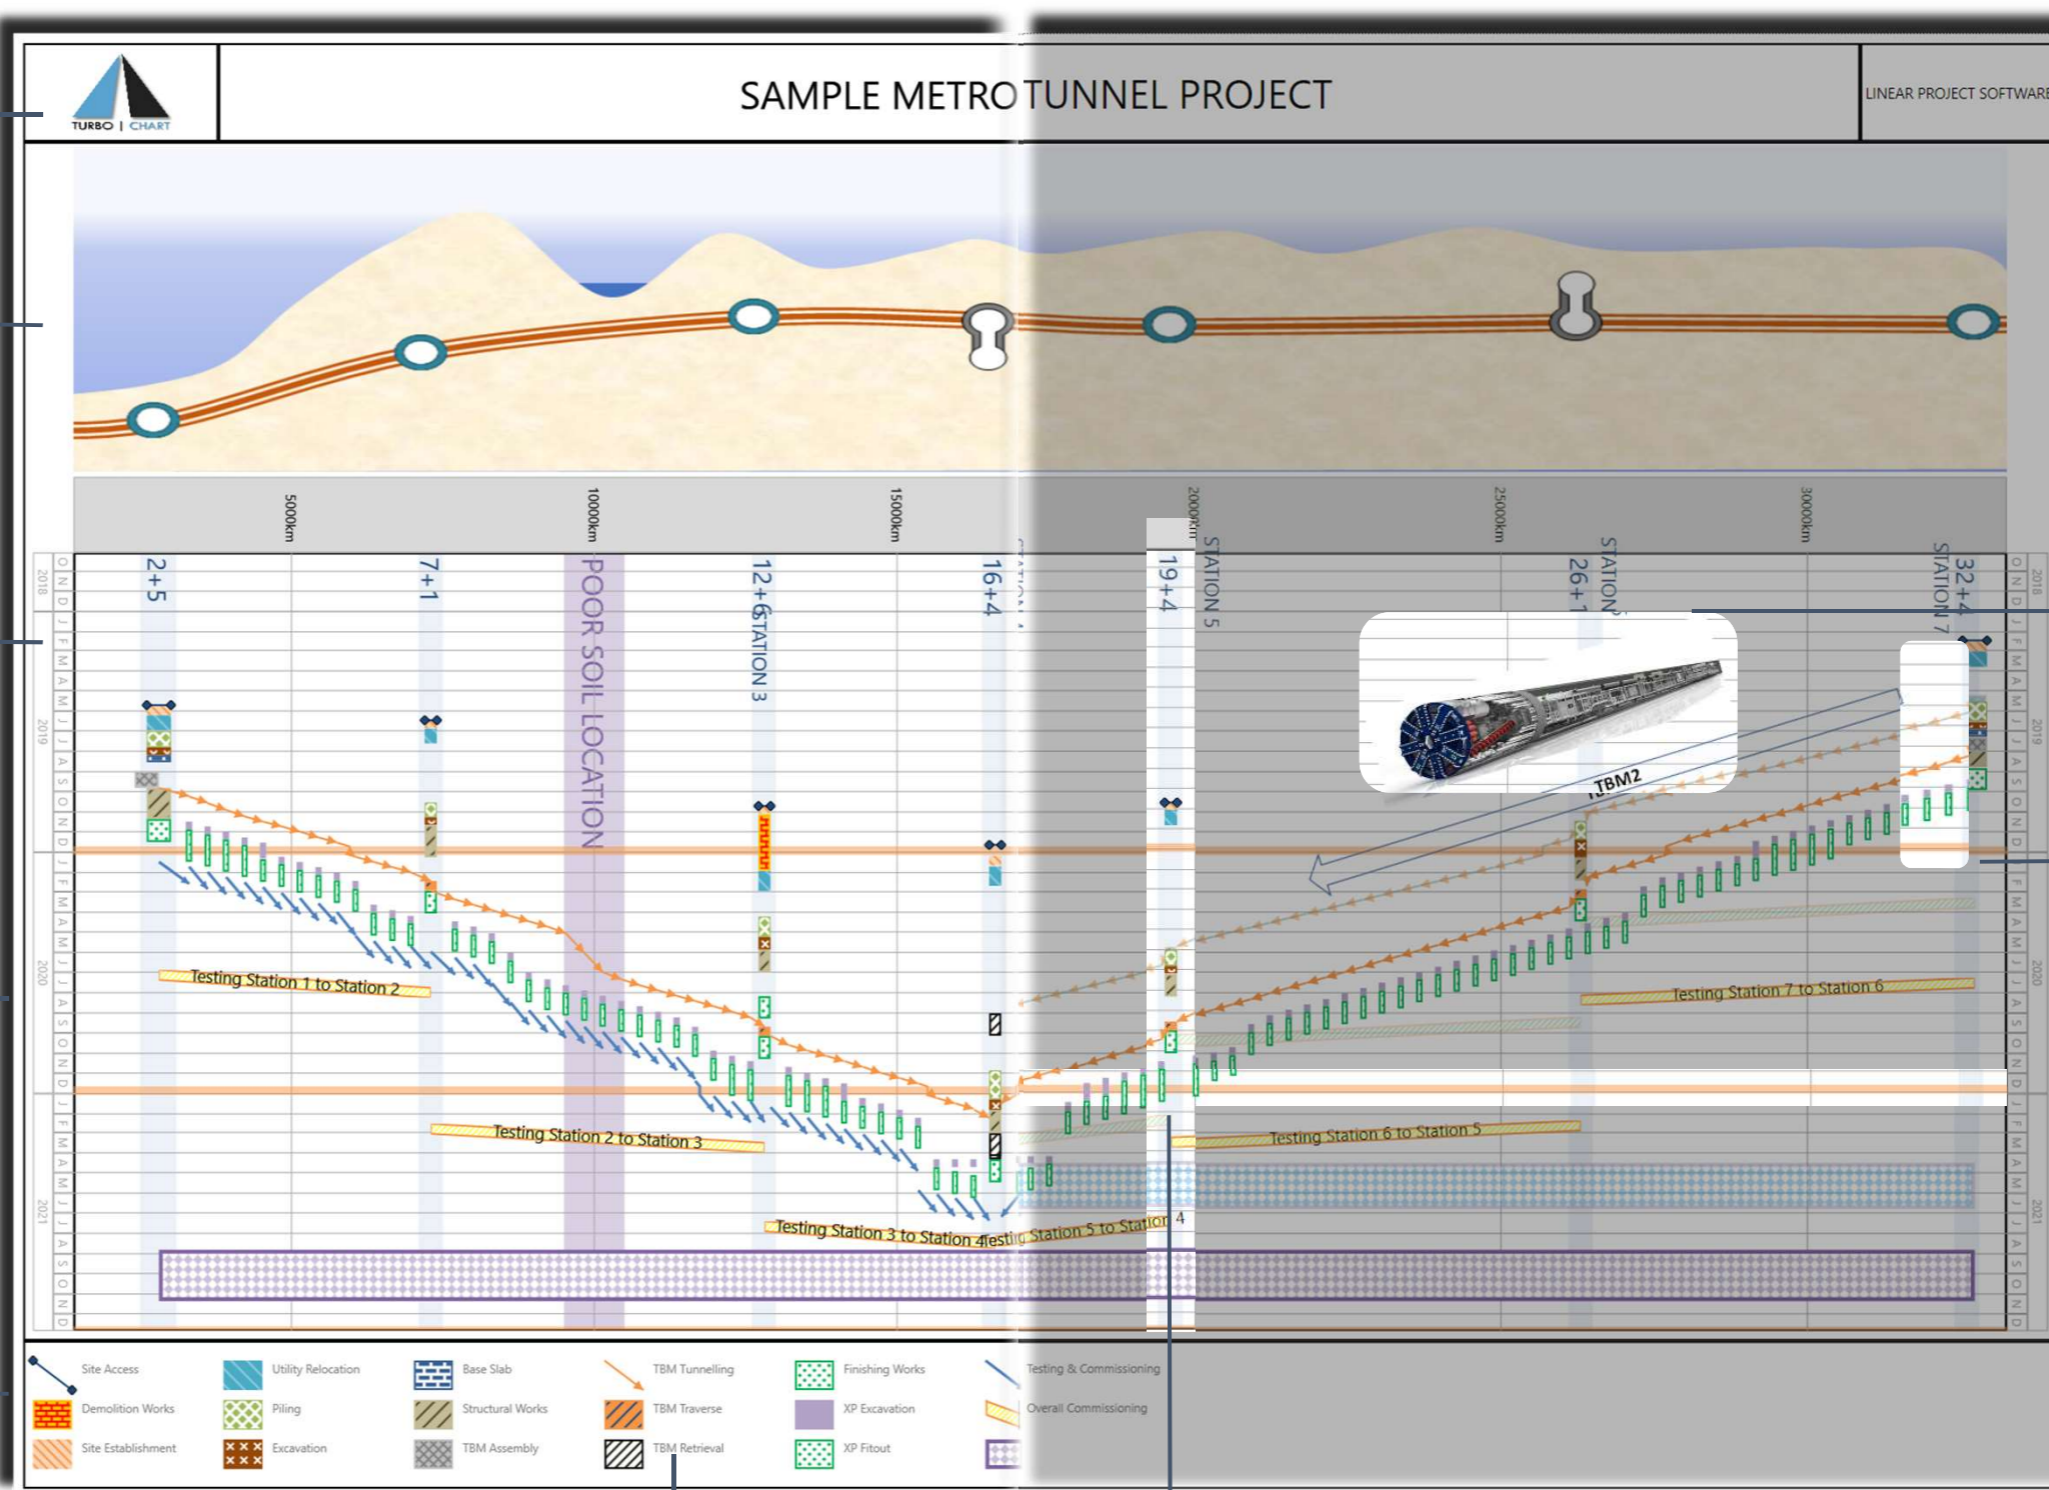 TURBO | CHART
SAMPLE METRO TUNNEL PROJECT
LINEAR PROJECT SOFTWARE
5000km
10000km
15000km
20000km
25000km
30000km
2+5
7+1
POOR SOIL LOCATION
12+6
STATION 3
16+4
19+4
STATION 5
26+1
STATION
32+4
STATION 7
2018
2019
2020
2021
O N D J F M A M J J A S O N D J F M A M J J A S O N D J F M A M J J A S O N D
2018
2019
2020
2021
O N D J F M A M J J A S O N D J F M A M J J A S O N D J F M A M J J A S O N D
TBM2
Testing Station 1 to Station 2
Testing Station 7 to Station 6
Testing Station 2 to Station 3
Testing Station 6 to Station 5
Testing Station 3 to Station 4
Testing Station 5 to Station 4
Site Access
Utility Relocation
Base Slab
TBM Tunnelling
Finishing Works
Testing & Commissioning
Demolition Works
Piling
Structural Works
TBM Traverse
XP Excavation
Overall Commissioning
Site Establishment
Excavation
TBM Assembly
TBM Retrieval
XP Fitout